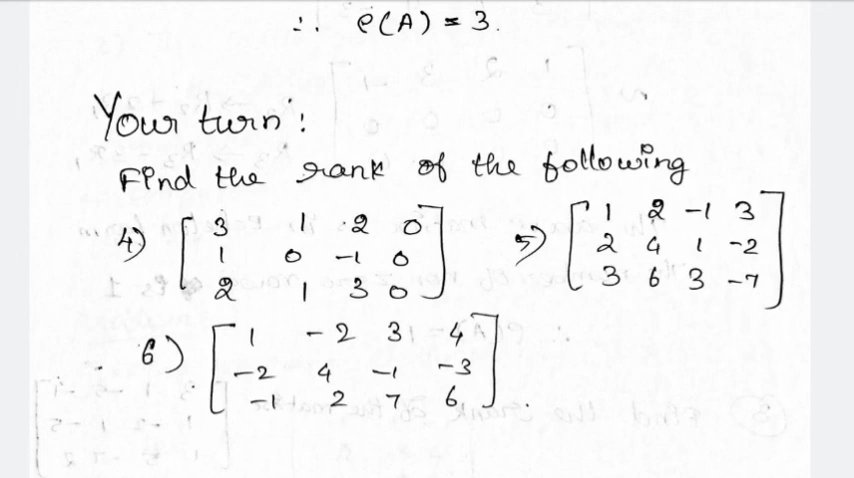 ∴ ρ(A) = 3.
Your turn:
Find the rank of the following
4) [ 3 1 2 0
1 0 -1 0
2 1 3 0 ]
5) [ 1 2 -1 3
2 4 1 -2
3 6 3 -7 ]
6) [ 1 -2 3 4
-2 4 -1 -3
-1 2 7 6 ].